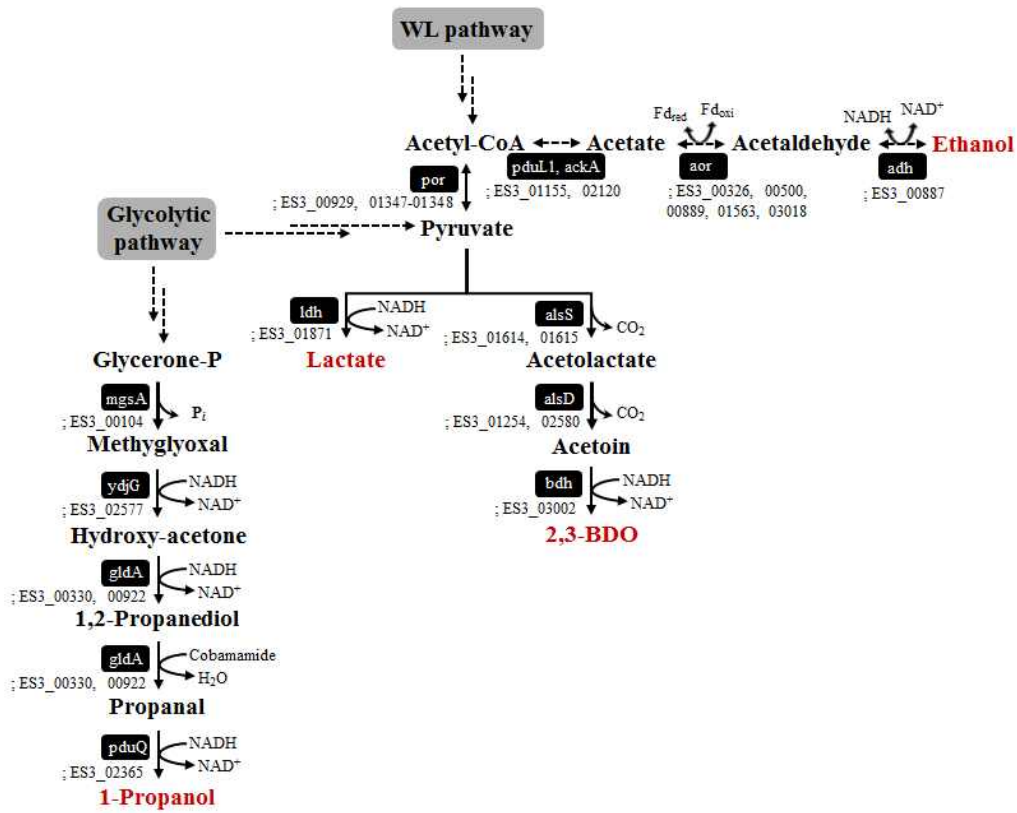 WL pathway
Fdred Fdoxi NADH NAD+
Acetyl-CoA Acetate Acetaldehyde Ethanol
por pduL1, ackA aor adh
; ES3_00929, 01347-01348 ; ES3_01155, 02120 ; ES3_00326, 00500, ; ES3_00887
00889, 01563, 03018
Glycolytic
pathway
Pyruvate
ldh NADH alsS
; ES3_01871 NAD+ ; ES3_01614, 01615 CO2
Glycerone-P Lactate Acetolactate
mgsA alsD
; ES3_00104 Pi ; ES3_01254, 02580 CO2
Methyglyoxal Acetoin
ydjG NADH bdh NADH
; ES3_02577 NAD+ ; ES3_03002 NAD+
Hydroxy-acetone 2,3-BDO
gldA NADH
; ES3_00330, 00922 NAD+
1,2-Propanediol
gldA Cobamamide
; ES3_00330, 00922 H2O
Propanal
pduQ NADH
; ES3_02365 NAD+
1-Propanol